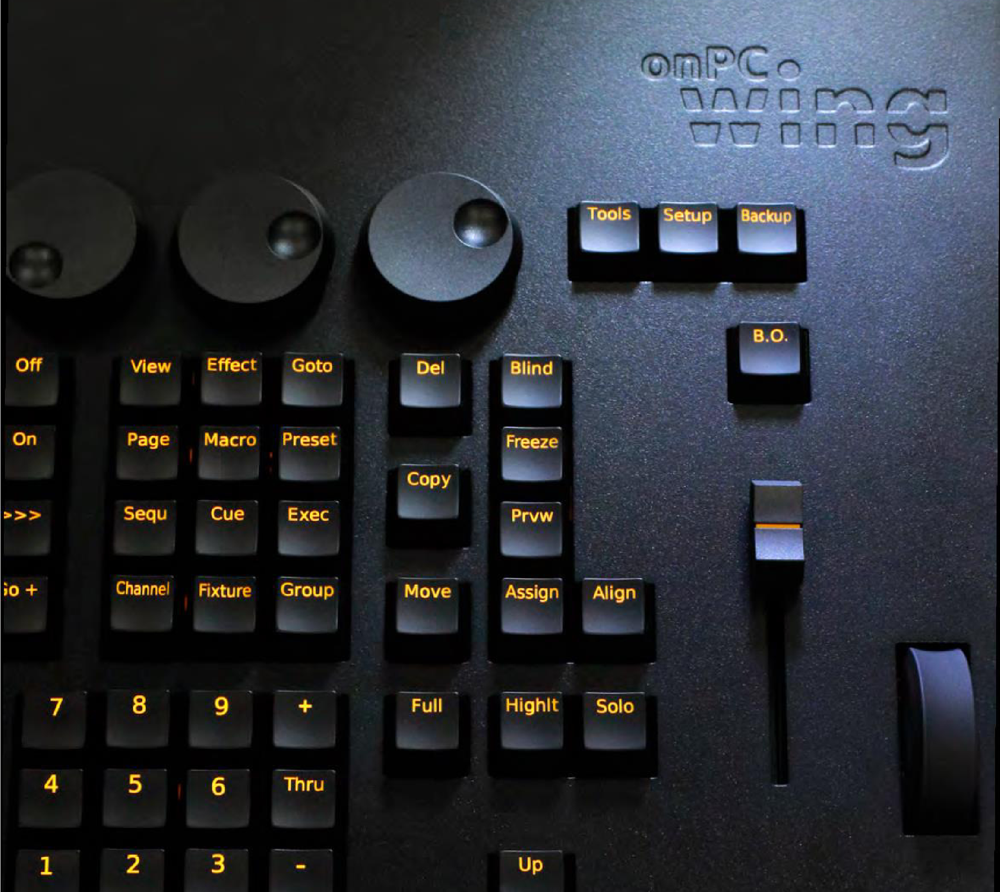 onPC
wing
Tools Setup Backup
B.O.
Off View Effect Goto Del Blind
On Page Macro Preset Freeze
Copy
>>> Sequ Cue Exec Prvw
Go + Channel Fixture Group Move Assign Align
7 8 9 + Full Highlt Solo
4 5 6 Thru
1 2 3 - Up